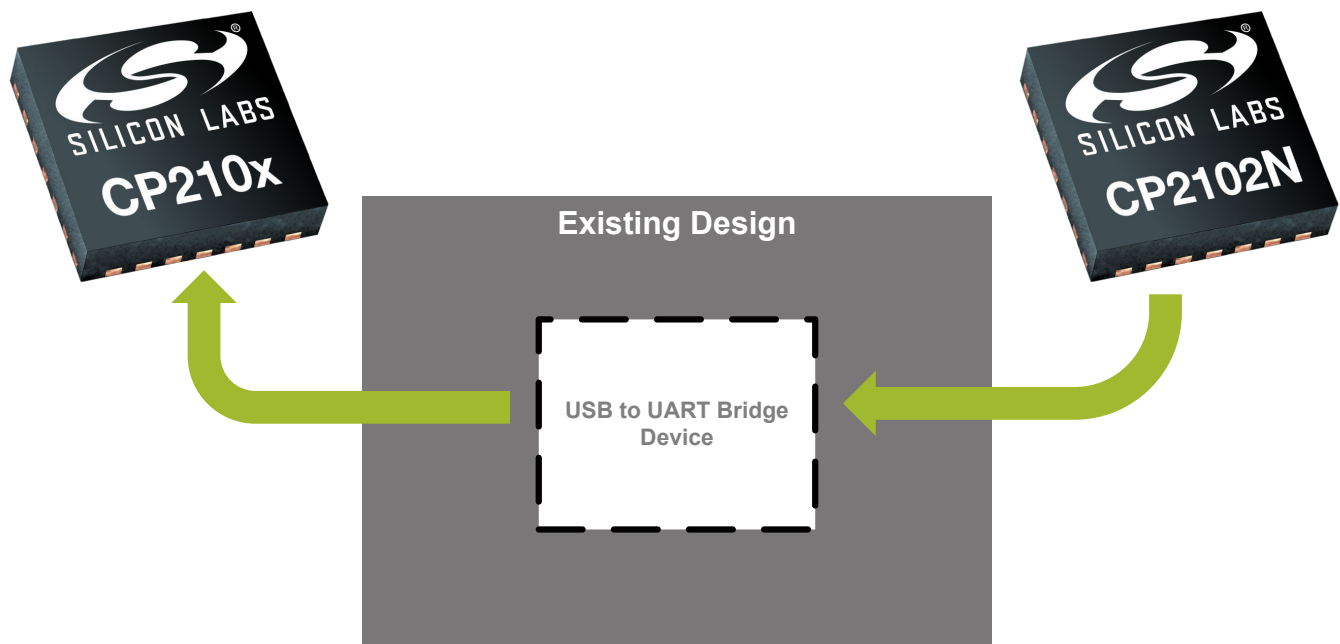 ®
SILICON LABS
CP210x
®
SILICON LABS
CP2102N
Existing Design
USB to UART Bridge
Device